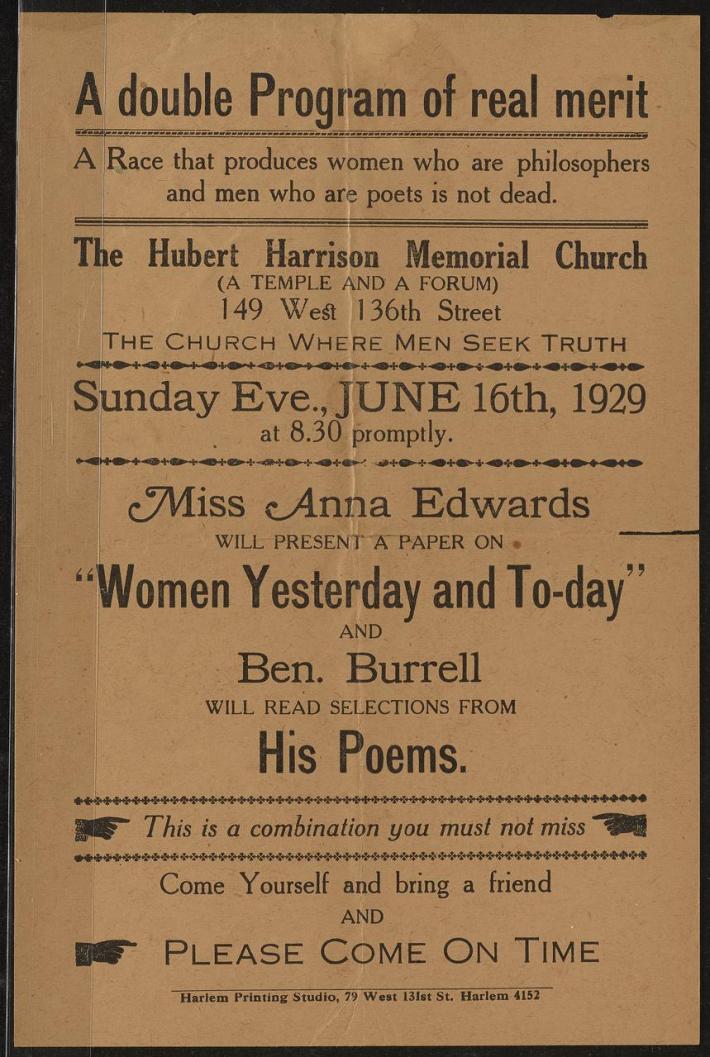 A double Program of real merit
A Race that produces women who are philosophers
and men who are poets is not dead.
The Hubert Harrison Memorial Church
(A TEMPLE AND A FORUM)
149 West 136th Street
THE CHURCH WHERE MEN SEEK TRUTH
Sunday Eve., JUNE 16th, 1929
at 8.30 promptly.
Miss Anna Edwards
WILL PRESENT A PAPER ON
“Women Yesterday and To-day”
AND
Ben. Burrell
WILL READ SELECTIONS FROM
His Poems.
This is a combination you must not miss
Come Yourself and bring a friend
AND
PLEASE COME ON TIME
Harlem Printing Studio, 79 West 131st St. Harlem 4152